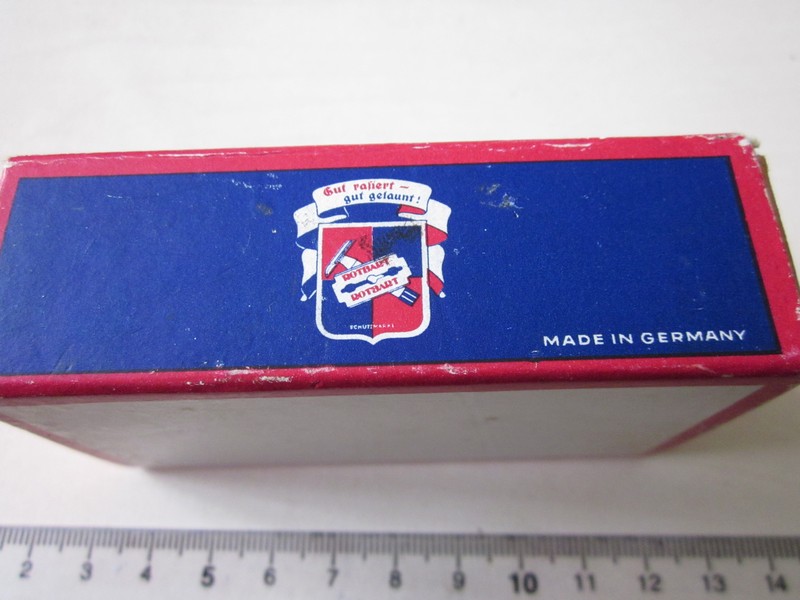 Gut rasiert –
gut gelaunt!
ROTBART
ROTBART
SCHUTZMARKE
MADE IN GERMANY
2 3 4 5 6 7 8 9 10 11 12 13 14